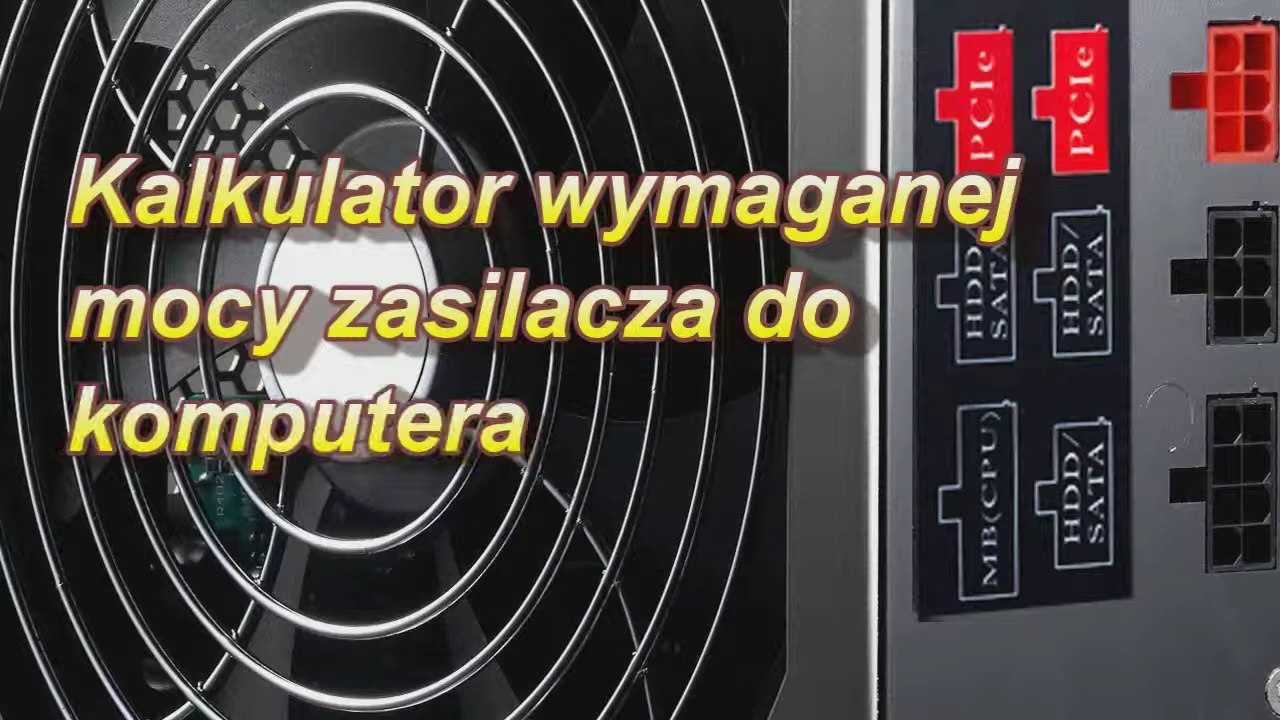 Kalkulator wymaganej
mocy zasilacza do
komputera
PCIe
PCIe
HDD/
SATA
HDD/
SATA
MB(CPU)
HDD/
SATA